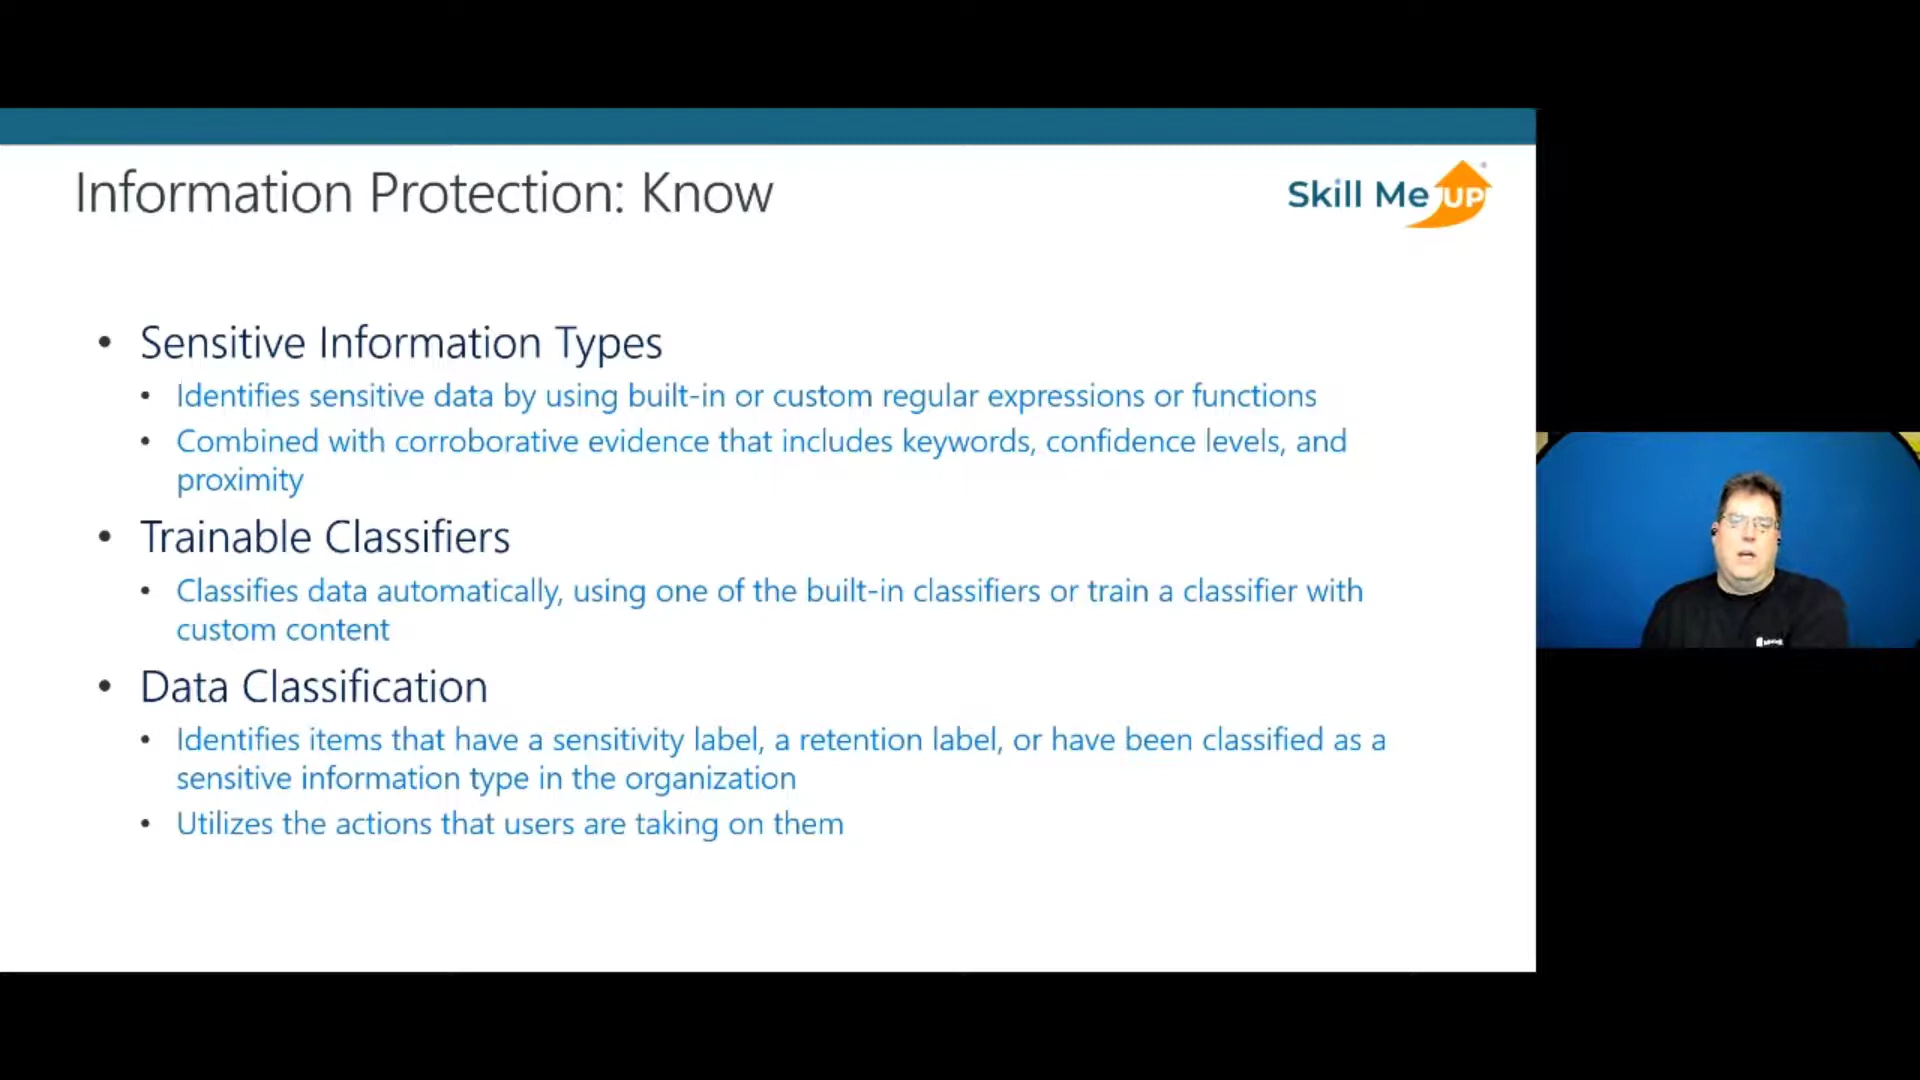 Information Protection: Know
Skill Me UP
• Sensitive Information Types
• Identifies sensitive data by using built-in or custom regular expressions or functions
• Combined with corroborative evidence that includes keywords, confidence levels, and
proximity
• Trainable Classifiers
• Classifies data automatically, using one of the built-in classifiers or train a classifier with
custom content
• Data Classification
• Identifies items that have a sensitivity label, a retention label, or have been classified as a
sensitive information type in the organization
• Utilizes the actions that users are taking on them